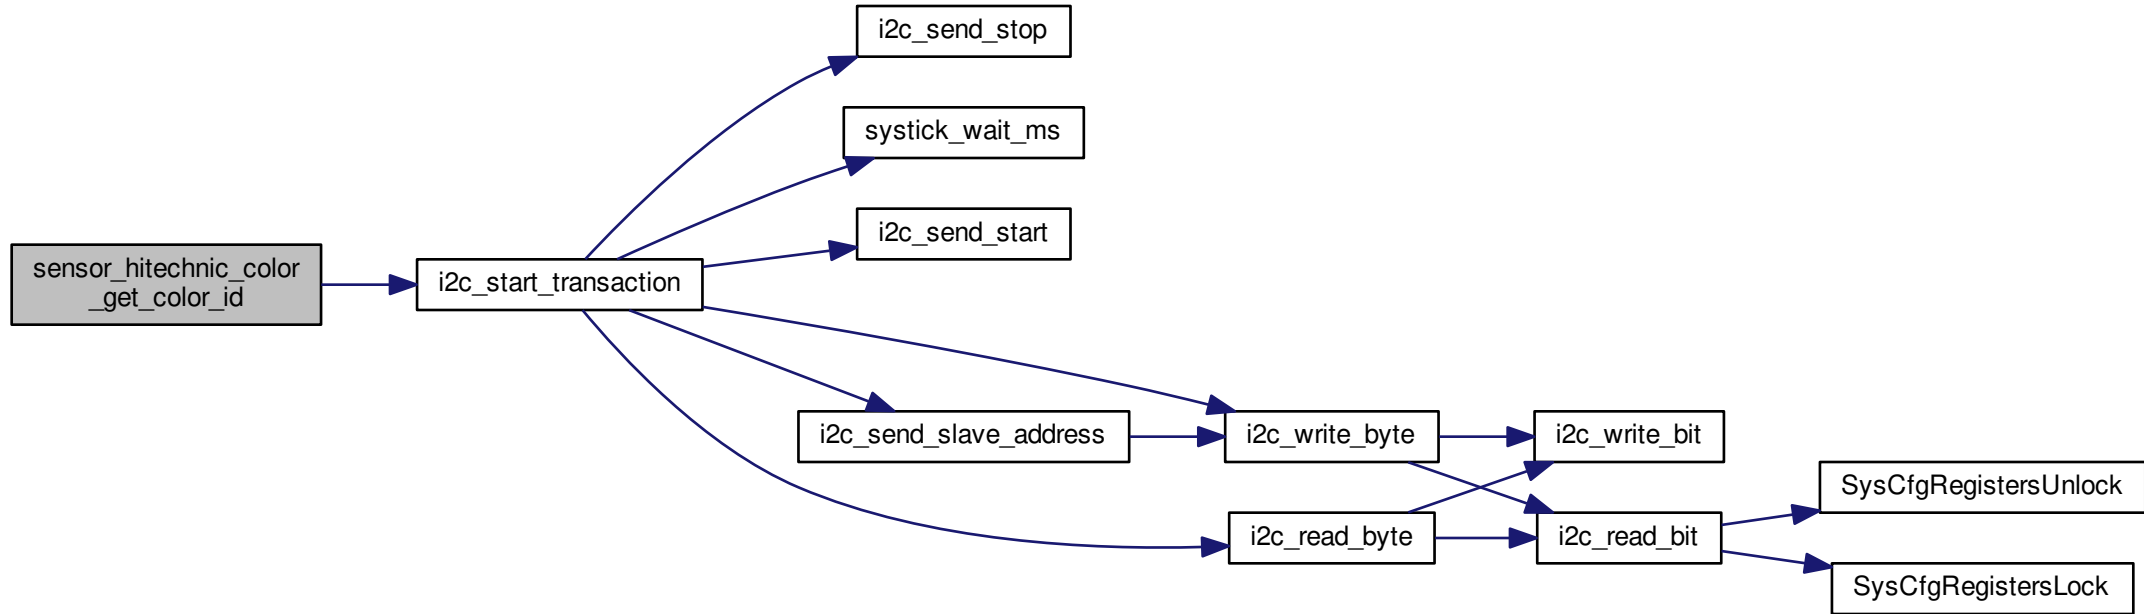 i2c_send_stop
systick_wait_ms
i2c_send_start
sensor_hitechnic_color
_get_color_id
i2c_start_transaction
i2c_send_slave_address
i2c_write_byte
i2c_write_bit
SysCfgRegistersUnlock
i2c_read_byte
i2c_read_bit
SysCfgRegistersLock